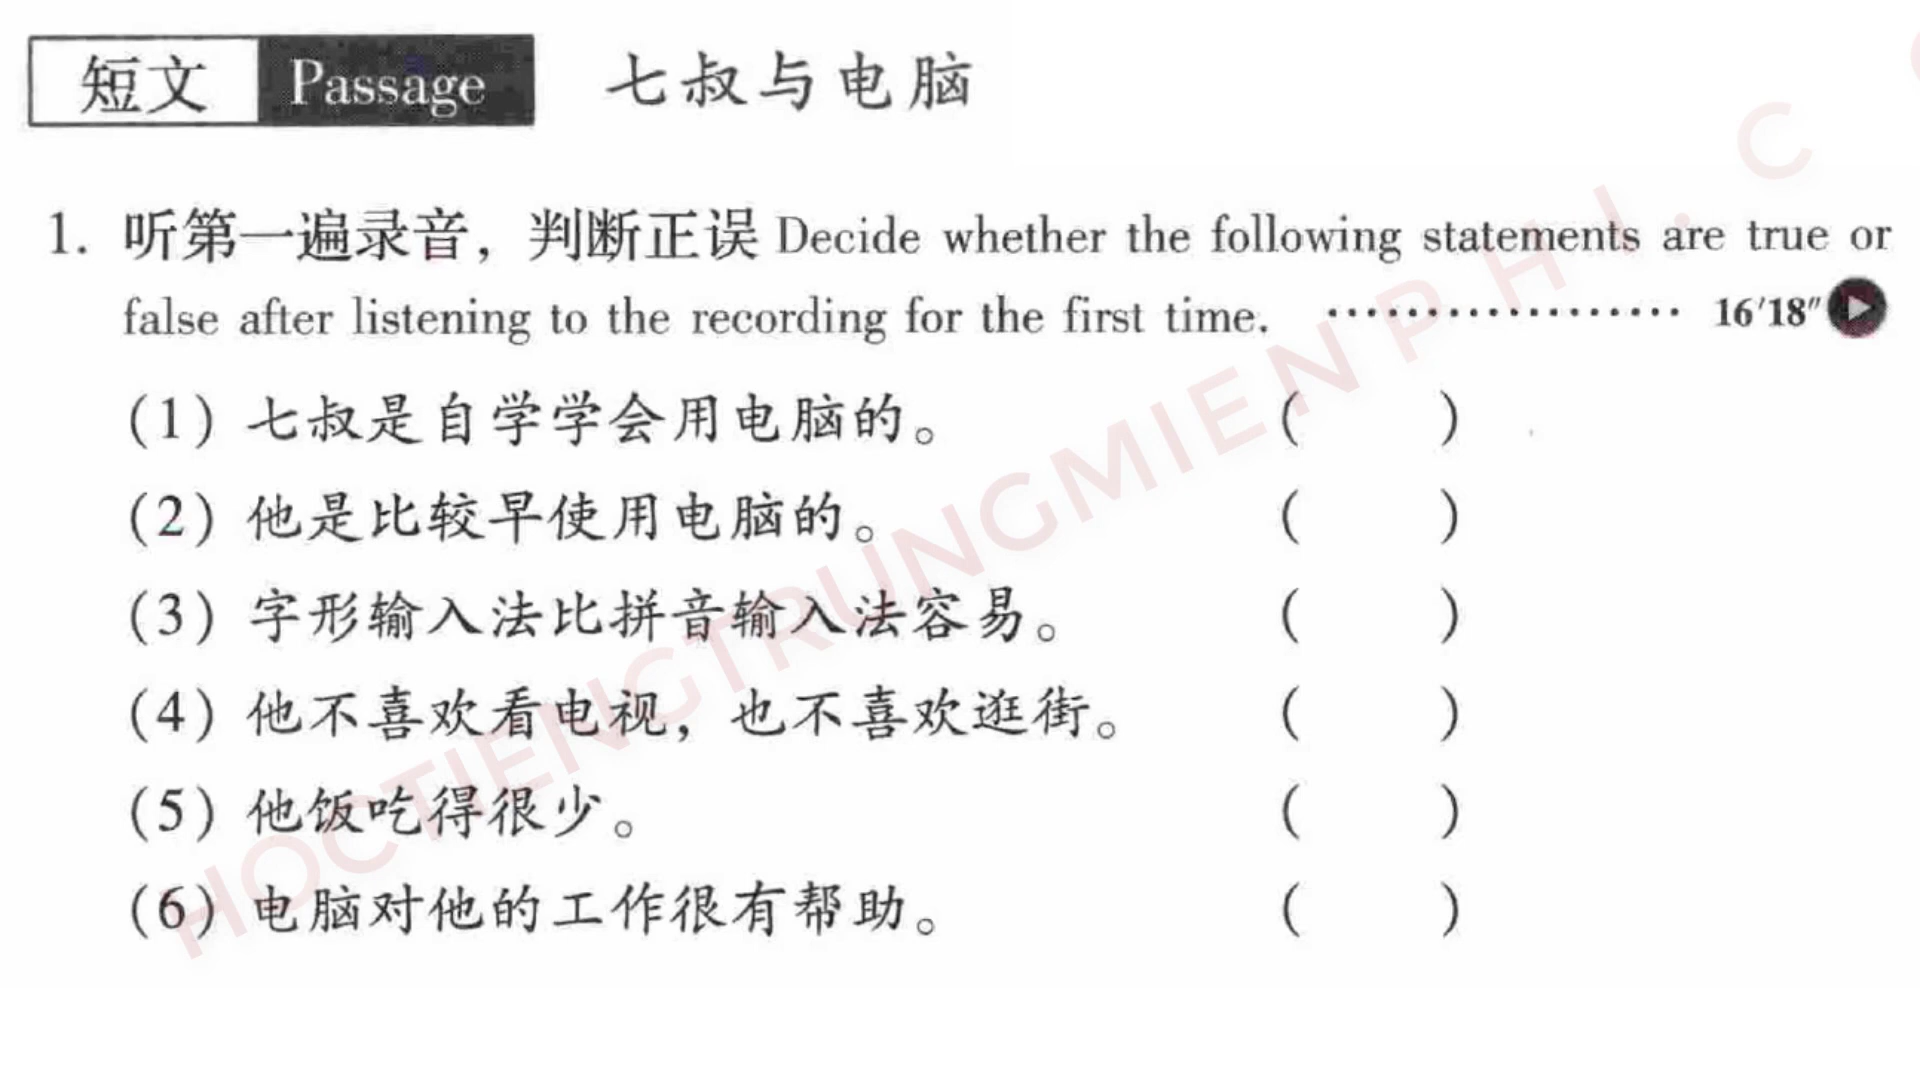 短文 Passage 七叔与电脑
1. 听第一遍录音，判断正误 Decide whether the following statements are true or
false after listening to the recording for the first time. ·················· 16′18″
(1) 七叔是自学学会用电脑的。 ( )
(2) 他是比较早使用电脑的。 ( )
(3) 字形输入法比拼音输入法容易。 ( )
(4) 他不喜欢看电视，也不喜欢逛街。 ( )
(5) 他饭吃得很少。 ( )
(6) 电脑对他的工作很有帮助。 ( )
HOCTIENGTRUNGMIENPHI.C